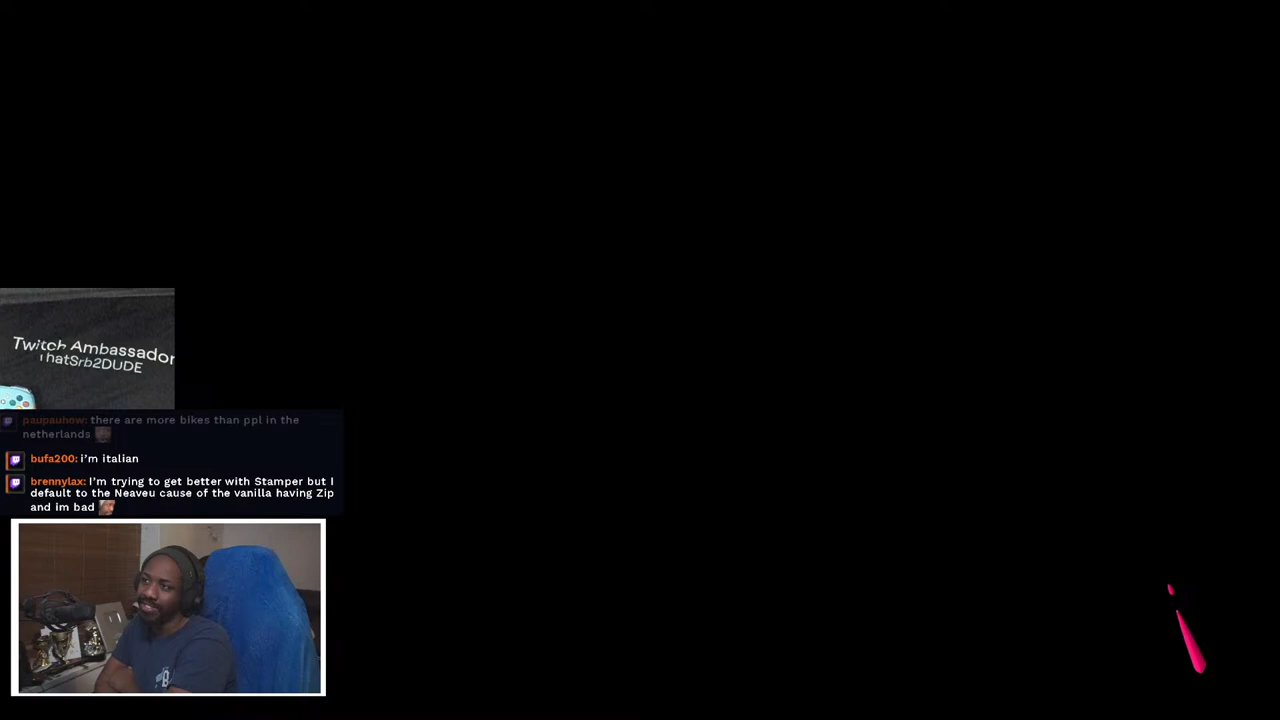 Twitch Ambassador
ThatSrb2DUDE
paupauhow: there are more bikes than ppl in the
netherlands
bufa200: i'm italian
brennylax: I'm trying to get better with Stamper but I
default to the Neaveu cause of the vanilla having Zip
and im bad